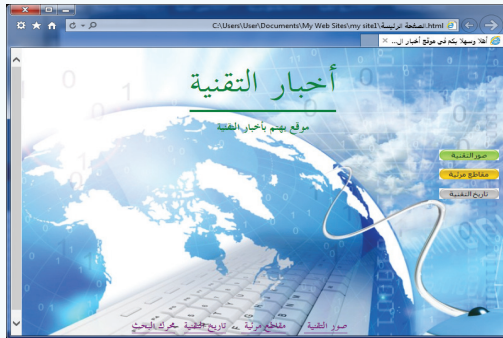 C:\Users\User\Documents\My Web Sites\my site1\الصفحة الرئيسة.html
أهلا وسهلا بكم في موقع أخبار ال...
أخبار التقنية
موقع يهتم بأخبار التقنية
صور التقنية
مقاطع مرئية
تاريخ التقنية
صور التقنية مقاطع مرئية تاريخ التقنية محرك البحث